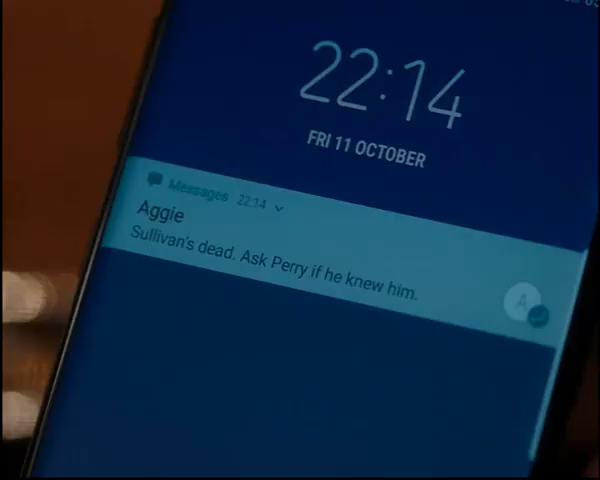 22:14
FRI 11 OCTOBER
Messages 22:14
Aggie
Sullivan's dead. Ask Perry if he knew him.
A